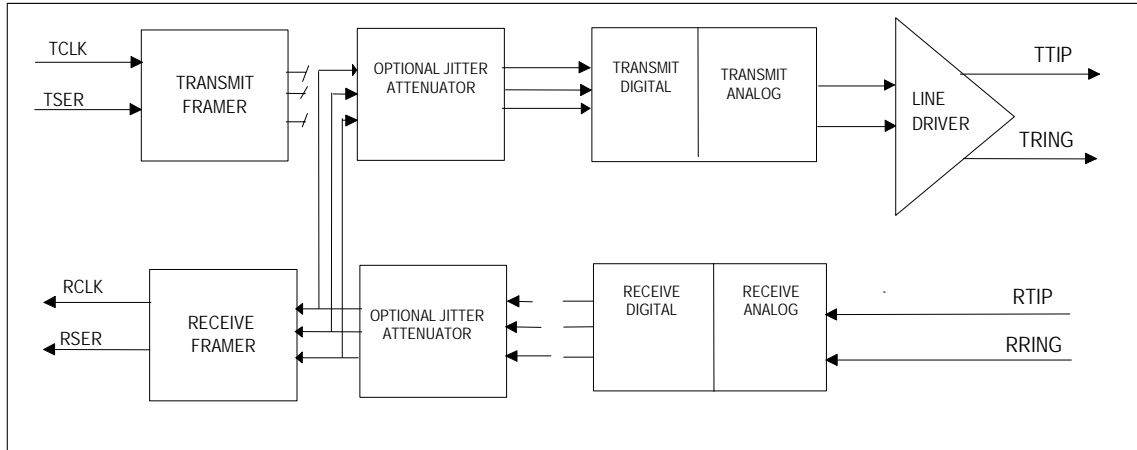 TCLK
TSER
TRANSMIT
FRAMER
OPTIONAL JITTER
ATTENUATOR
TRANSMIT
DIGITAL
TRANSMIT
ANALOG
LINE
DRIVER
TTIP
TRING
RCLK
RSER
RECEIVE
FRAMER
OPTIONAL JITTER
ATTENUATOR
RECEIVE
DIGITAL
RECEIVE
ANALOG
RTIP
RRING